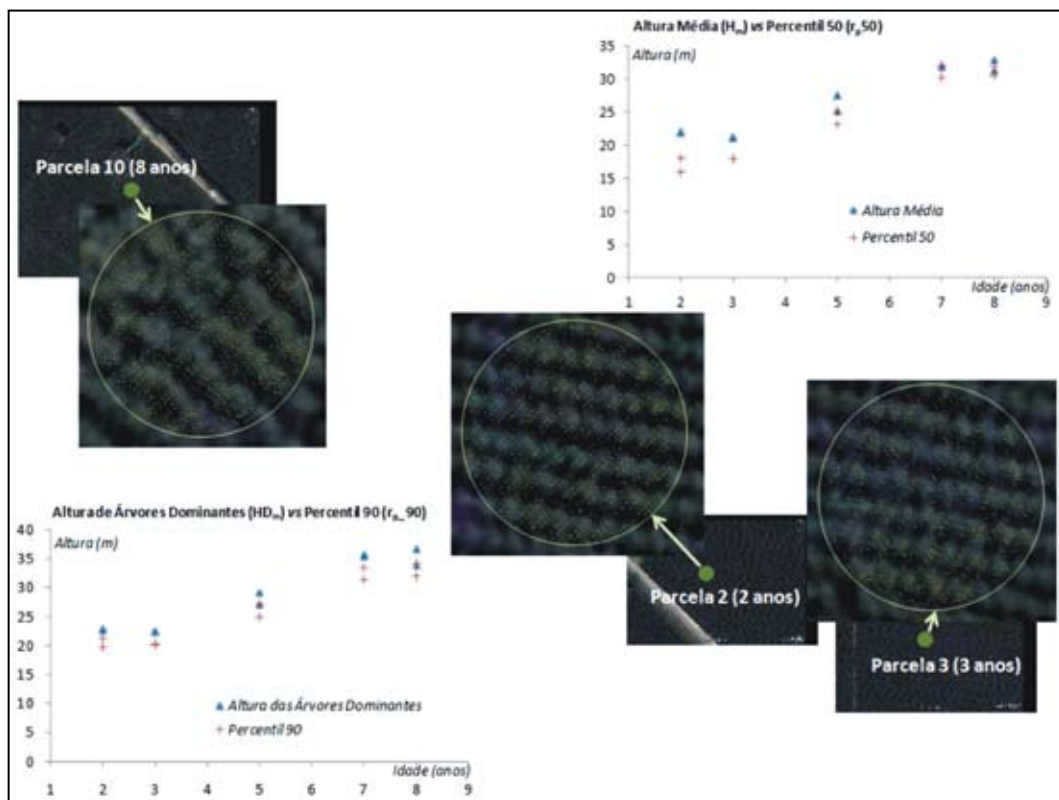 Altura Média (Hm) vs Percentil 50 (rp50)
Altura (m)
35
30
25
20
15
10
5
0
Altura Média
Percentil 50
Idade (anos)
1 2 3 4 5 6 7 8 9
Parcela 10 (8 anos)
Parcela 2 (2 anos)
Parcela 3 (3 anos)
Altura de Árvores Dominantes (HDm) vs Percentil 90 (rn_90)
Altura (m)
40
35
30
25
20
15
10
5
0
Altura das Árvores Dominantes
Percentil 90
Idade (anos)
1 2 3 4 5 6 7 8 9